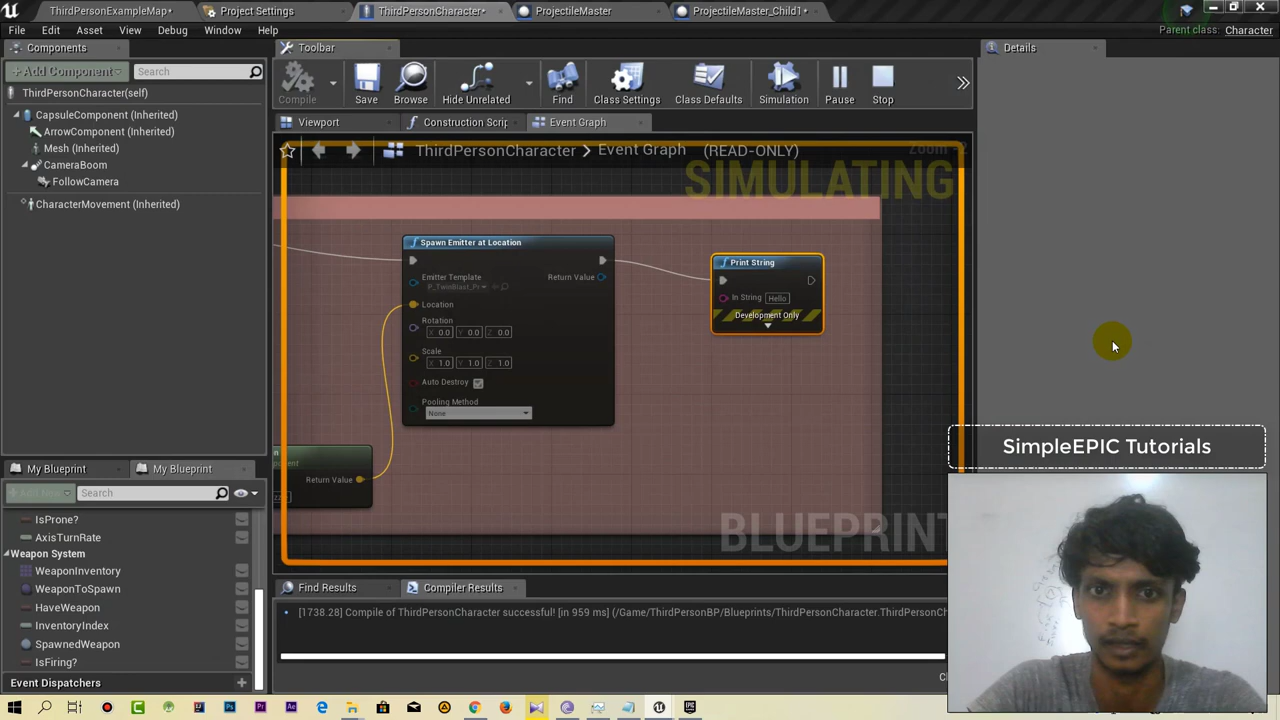 ThirdPersonExampleMap•
Project Settings
ThirdPersonCharacter•
ProjectileMaster
ProjectileMaster_Child1•
File Edit Asset View Debug Window Help
Parent class: Character
Components
Toolbar
Details
+Add Component
Search
Compile
Save
Browse
Hide Unrelated
Find
Class Settings
Class Defaults
Simulation
Pause
Stop
ThirdPersonCharacter(self)
CapsuleComponent (Inherited)
ArrowComponent (Inherited)
Mesh (Inherited)
CameraBoom
FollowCamera
CharacterMovement (Inherited)
Viewport
Construction Scrip
Event Graph
ThirdPersonCharacter > Event Graph (READ-ONLY)
Zoom -2
SIMULATING
Spawn Emitter at Location
Emitter Template
P_TwinBlast_Pr
Return Value
Location
Rotation
X 0.0 Y 0.0 Z 0.0
Scale
X 1.0 Y 1.0 Z 1.0
Auto Destroy
Pooling Method
None
Print String
In String Hello
Development Only
Return Value
BLUEPRINT
My Blueprint
My Blueprint
+Add New
Search
IsProne?
AxisTurnRate
Weapon System
WeaponInventory
WeaponToSpawn
HaveWeapon
InventoryIndex
SpawnedWeapon
IsFiring?
Event Dispatchers
Find Results
Compiler Results
[1738.28] Compile of ThirdPersonCharacter successful! [in 959 ms] (/Game/ThirdPersonBP/Blueprints/ThirdPersonCharacter.ThirdPersonCh
SimpleEPIC Tutorials